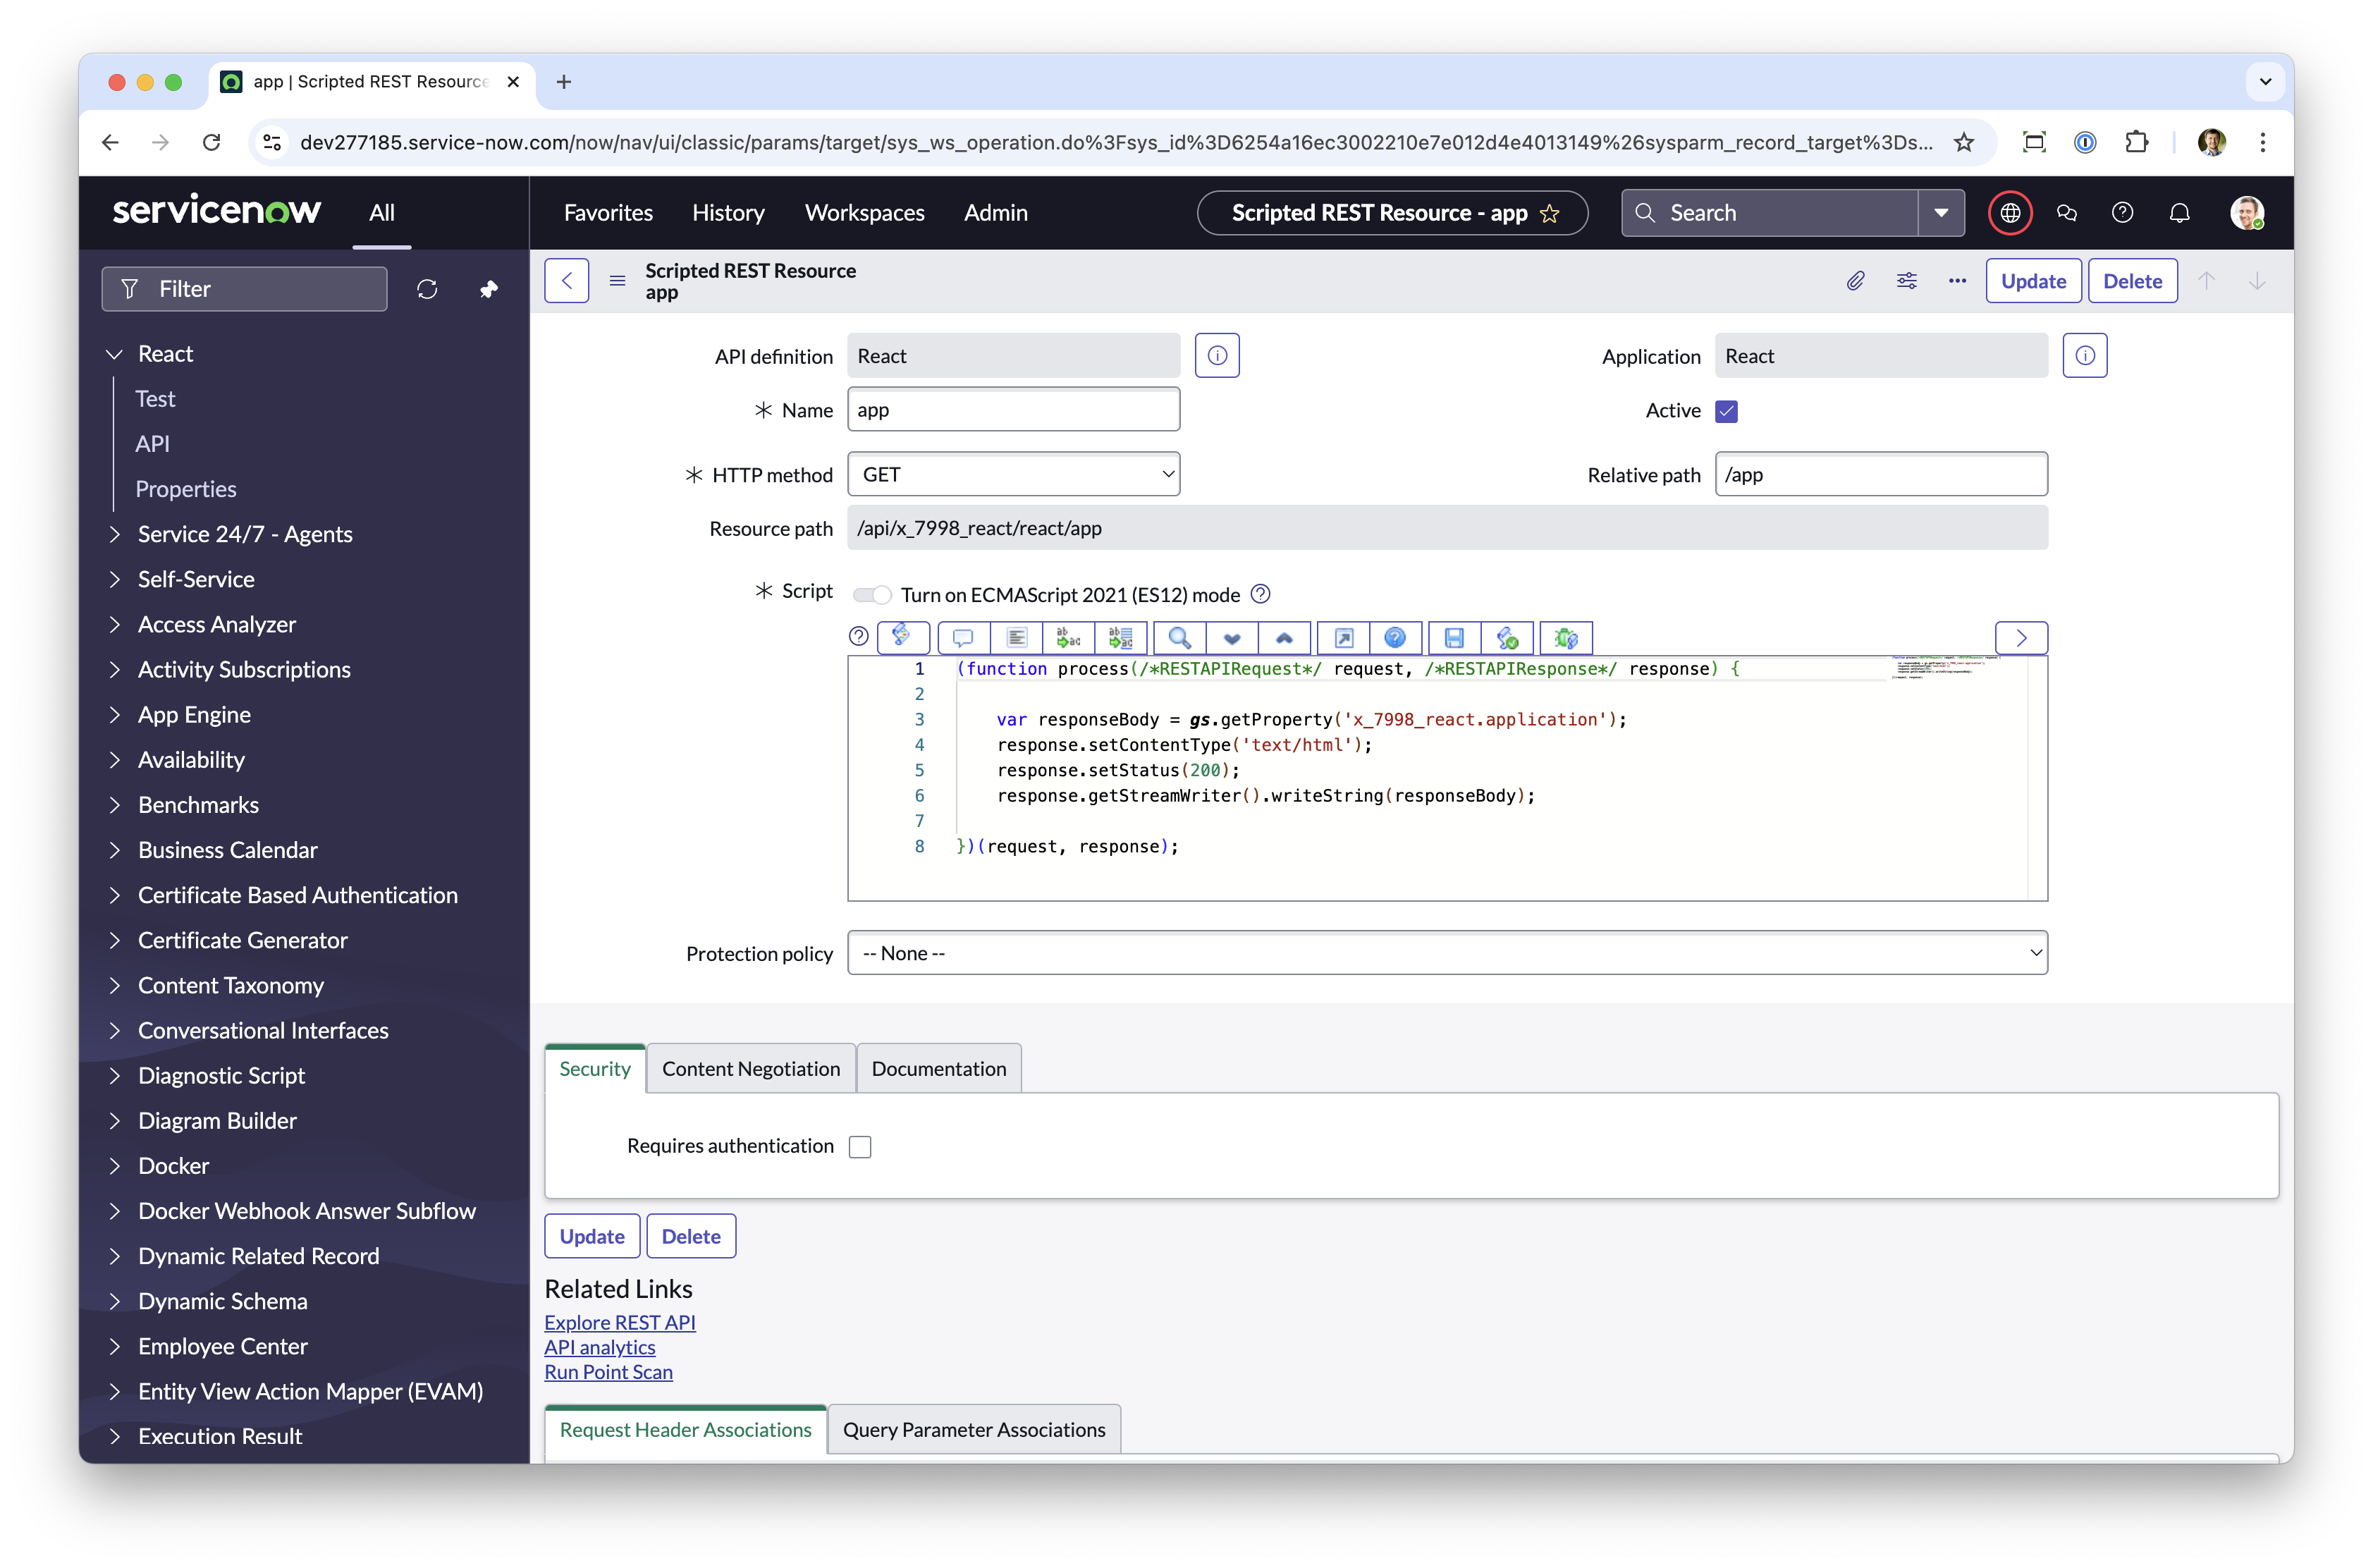 app | Scripted REST Resource
dev277185.service-now.com/now/nav/ui/classic/params/target/sys_ws_operation.do%3Fsys_id%3D6254a16ec3002210e7e012d4e4013149%26sysparm_record_target%3Ds...
servicenow
All
Favorites
History
Workspaces
Admin
Scripted REST Resource - app
Search
Filter
React
Test
API
Properties
Service 24/7 - Agents
Self-Service
Access Analyzer
Activity Subscriptions
App Engine
Availability
Benchmarks
Business Calendar
Certificate Based Authentication
Certificate Generator
Content Taxonomy
Conversational Interfaces
Diagnostic Script
Diagram Builder
Docker
Docker Webhook Answer Subflow
Dynamic Related Record
Dynamic Schema
Employee Center
Entity View Action Mapper (EVAM)
Execution Result
Scripted REST Resource
app
Update
Delete
API definition
React
Application
React
* Name
app
Active
* HTTP method
GET
Relative path
/app
Resource path
/api/x_7998_react/react/app
* Script
Turn on ECMAScript 2021 (ES12) mode
1 (function process(/*RESTAPIRequest*/ request, /*RESTAPIResponse*/ response) {
2
3 var responseBody = gs.getProperty('x_7998_react.application');
4 response.setContentType('text/html');
5 response.setStatus(200);
6 response.getStreamWriter().writeString(responseBody);
7
8 })(request, response);
Protection policy
-- None --
Security
Content Negotiation
Documentation
Requires authentication
Update
Delete
Related Links
Explore REST API
API analytics
Run Point Scan
Request Header Associations
Query Parameter Associations